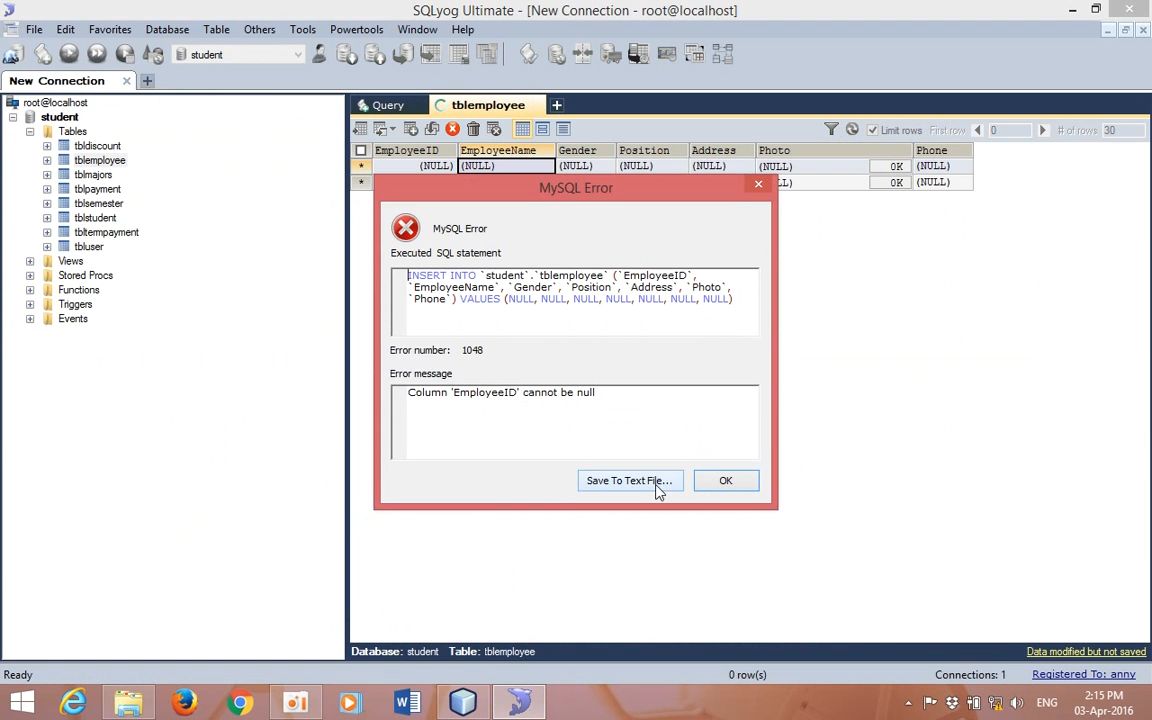 SQLyog Ultimate - [New Connection - root@localhost]
File Edit Favorites Database Table Others Tools Powertools Window Help
student
New Connection
root@localhost
student
Tables
tbldiscount
tblemployee
tblmajors
tblpayment
tblsemester
tblstudent
tbltempayment
tbluser
Views
Stored Procs
Functions
Triggers
Events
Query
tblemployee
Limit rows First row 0 # of rows 30
EmployeeID EmployeeName Gender Position Address Photo Phone
* (NULL) (NULL) (NULL) (NULL) (NULL) OK (NULL)
* OK (NULL)
MySQL Error
MySQL Error
Executed SQL statement
INSERT INTO `student`.`tblemployee` (`EmployeeID`,
`EmployeeName`, `Gender`, `Position`, `Address`, `Photo`,
`Phone`) VALUES (NULL, NULL, NULL, NULL, NULL, NULL, NULL)
Error number: 1048
Error message
Column 'EmployeeID' cannot be null
Save To Text File... OK
Database: student Table: tblemployee
Data modified but not saved
Ready
0 row(s)
Connections: 1
Registered To: anny
ENG
2:15 PM
03-Apr-2016